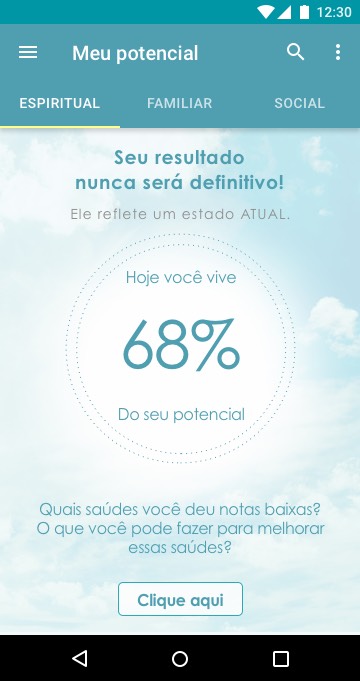 12:30
Meu potencial
ESPIRITUAL FAMILIAR SOCIAL
Seu resultado
nunca será definitivo!
Ele reflete um estado ATUAL.
Hoje você vive
68%
Do seu potencial
Quais saúdes você deu notas baixas?
O que você pode fazer para melhorar
essas saúdes?
Clique aqui